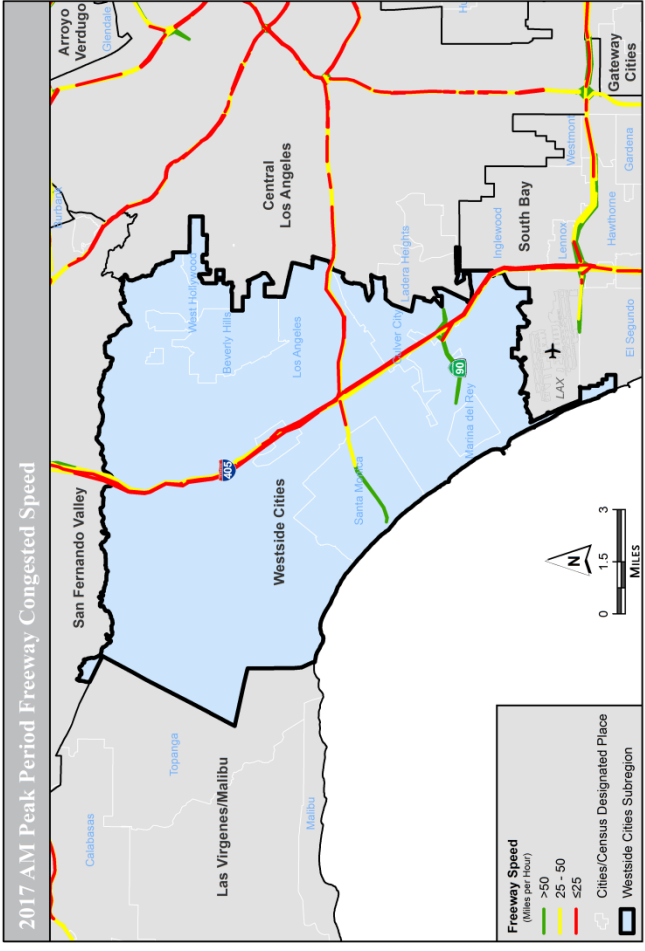 2017 AM Peak Period Freeway Congested Speed
Arroyo
Verdugo
Glendale
Burbank
San Fernando Valley
Calabasas
Topanga
Las Virgenes/Malibu
Malibu
405
West Hollywood
Beverly Hills
Central
Los Angeles
Los Angeles
Westside Cities
Santa Monica
Culver City
Ladera Heights
90
Marina del Rey
Inglewood
South Bay
Westmont
Gateway
Cities
Lennox
Hawthorne
Gardena
LAX
El Segundo
N
0 1.5 3
MILES
Freeway Speed
(Miles per Hour)
>50
25 - 50
≤25
Cities/Census Designated Place
Westside Cities Subregion